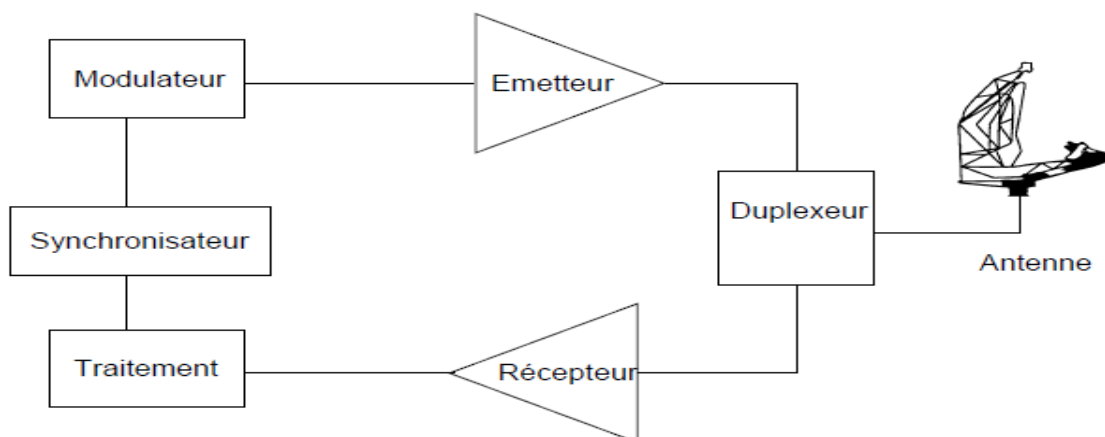 Modulateur
Emetteur
Duplexeur
Synchronisateur
Antenne
Traitement
Récepteur